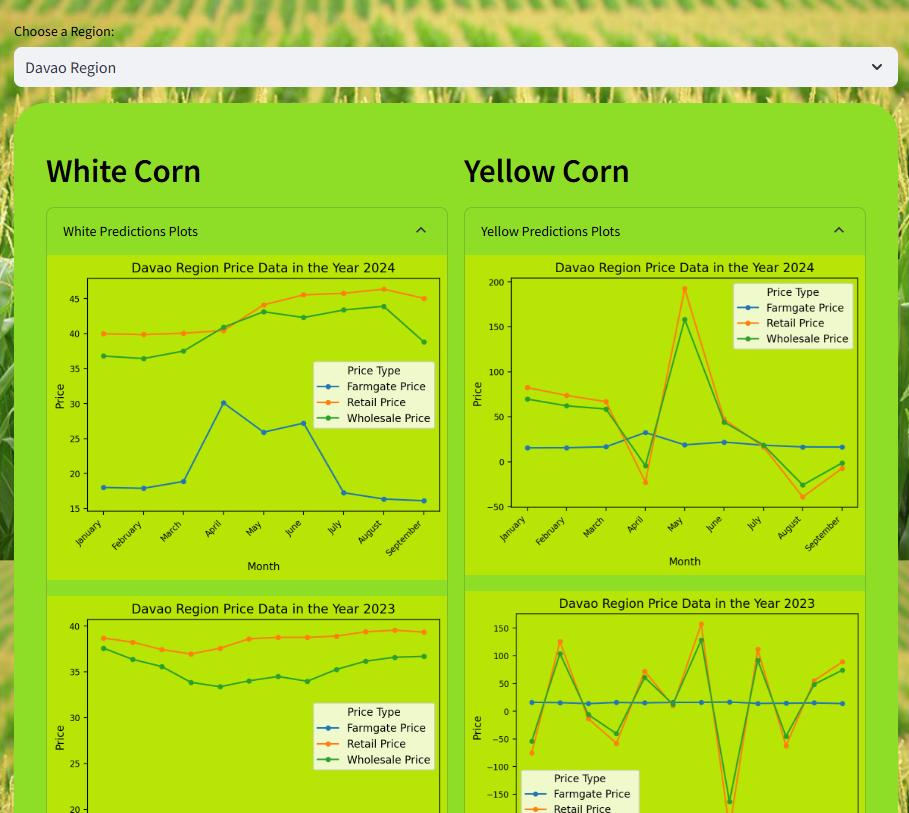 Choose a Region:
Davao Region
White Corn
White Predictions Plots
Davao Region Price Data in the Year 2024
45
40
35
30
25
20
15
Price
Price Type
Farmgate Price
Retail Price
Wholesale Price
January
February
March
April
May
June
July
August
September
Month
Davao Region Price Data in the Year 2023
40
35
30
25
20
Price
Price Type
Farmgate Price
Retail Price
Wholesale Price
Yellow Corn
Yellow Predictions Plots
Davao Region Price Data in the Year 2024
200
150
100
50
0
−50
Price
Price Type
Farmgate Price
Retail Price
Wholesale Price
January
February
March
April
May
June
July
August
September
Month
Davao Region Price Data in the Year 2023
150
100
50
0
−50
−100
−150
Price
Price Type
Farmgate Price
Retail Price